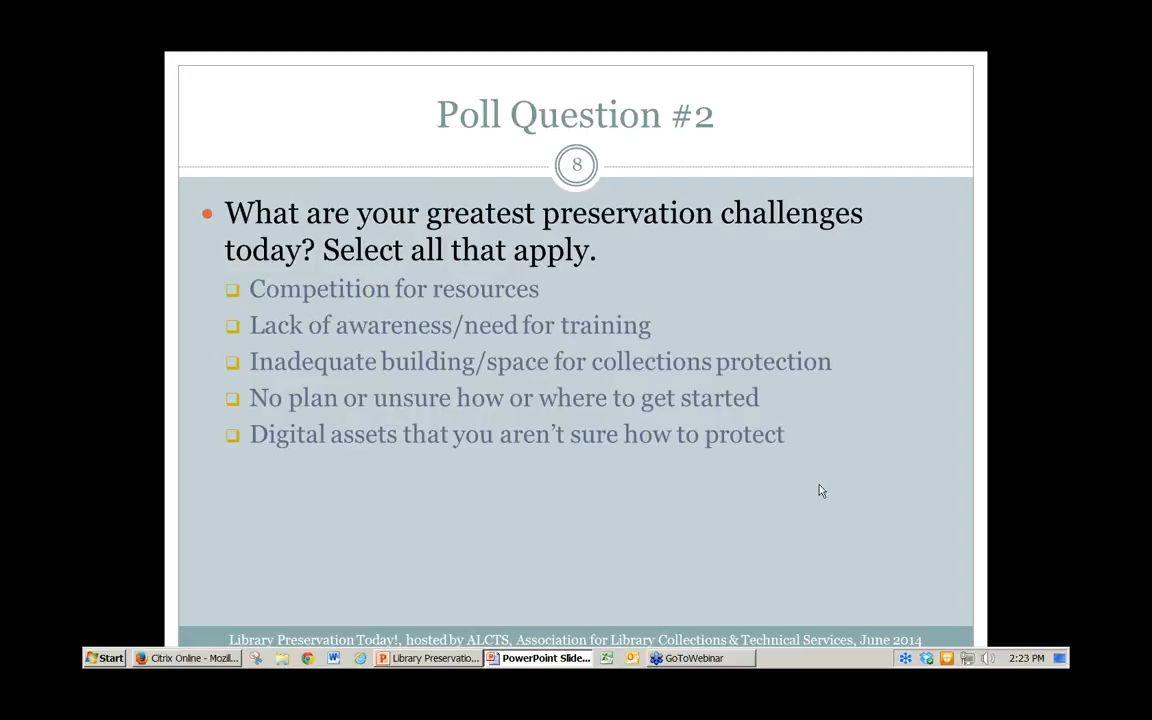 Poll Question #2
8
What are your greatest preservation challenges
today? Select all that apply.
Competition for resources
Lack of awareness/need for training
Inadequate building/space for collections protection
No plan or unsure how or where to get started
Digital assets that you aren't sure how to protect
Library Preservation Today!, hosted by ALCTS, Association for Library Collections & Technical Services, June 2014
Start Citrix Online - Mozil... Library Preservatio... PowerPoint Slide... GoToWebinar 2:23 PM